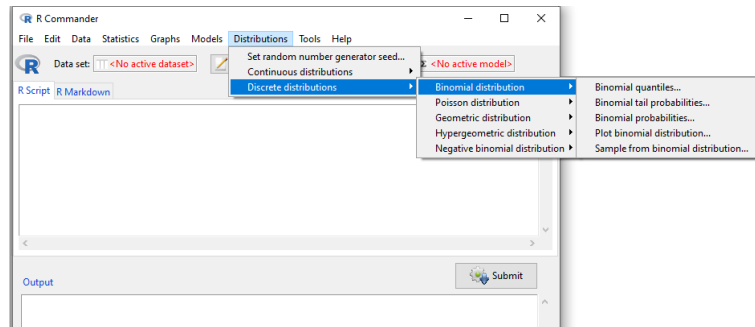 R Commander
File Edit Data Statistics Graphs Models Distributions Tools Help
Data set: <No active dataset>
Σ <No active model>
Set random number generator seed...
Continuous distributions
Discrete distributions
Binomial distribution
Poisson distribution
Geometric distribution
Hypergeometric distribution
Negative binomial distribution
Binomial quantiles...
Binomial tail probabilities...
Binomial probabilities...
Plot binomial distribution...
Sample from binomial distribution...
R Script R Markdown
Submit
Output